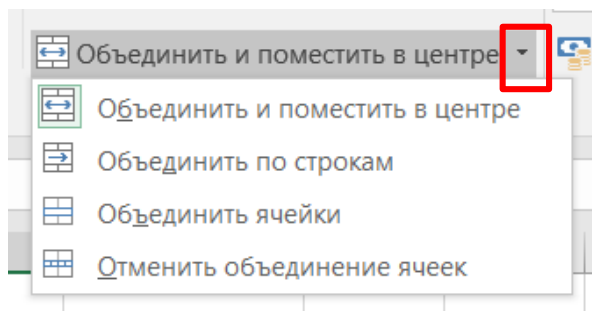 Объединить и поместить в центре
Объединить и поместить в центре
Объединить по строкам
Объединить ячейки
Отменить объединение ячеек